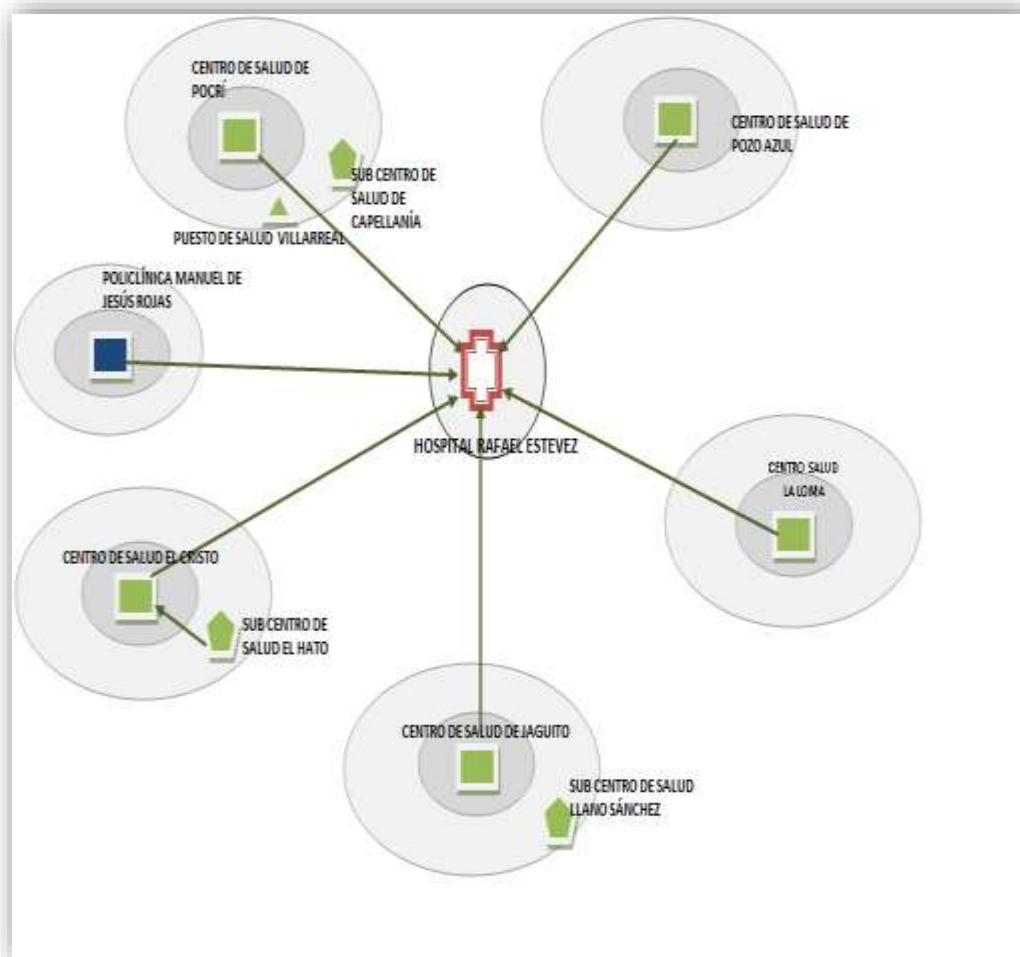 CENTRO DE SALUD DE
POCRÍ
CENTRO DE SALUD DE
POZO AZUL
SUB CENTRO DE
SALUD DE
CAPELLANÍA
PUESTO DE SALUD VILLARREAL
POLICLÍNICA MANUEL DE
JESÚS ROJAS
HOSPITAL RAFAEL ESTEVEZ
CENTRO SALUD
LA LOMA
CENTRO DE SALUD EL CRISTO
SUB CENTRO DE
SALUD EL HATO
CENTRO DE SALUD DE JAGUITO
SUB CENTRO DE SALUD
LLANO SÁNCHEZ